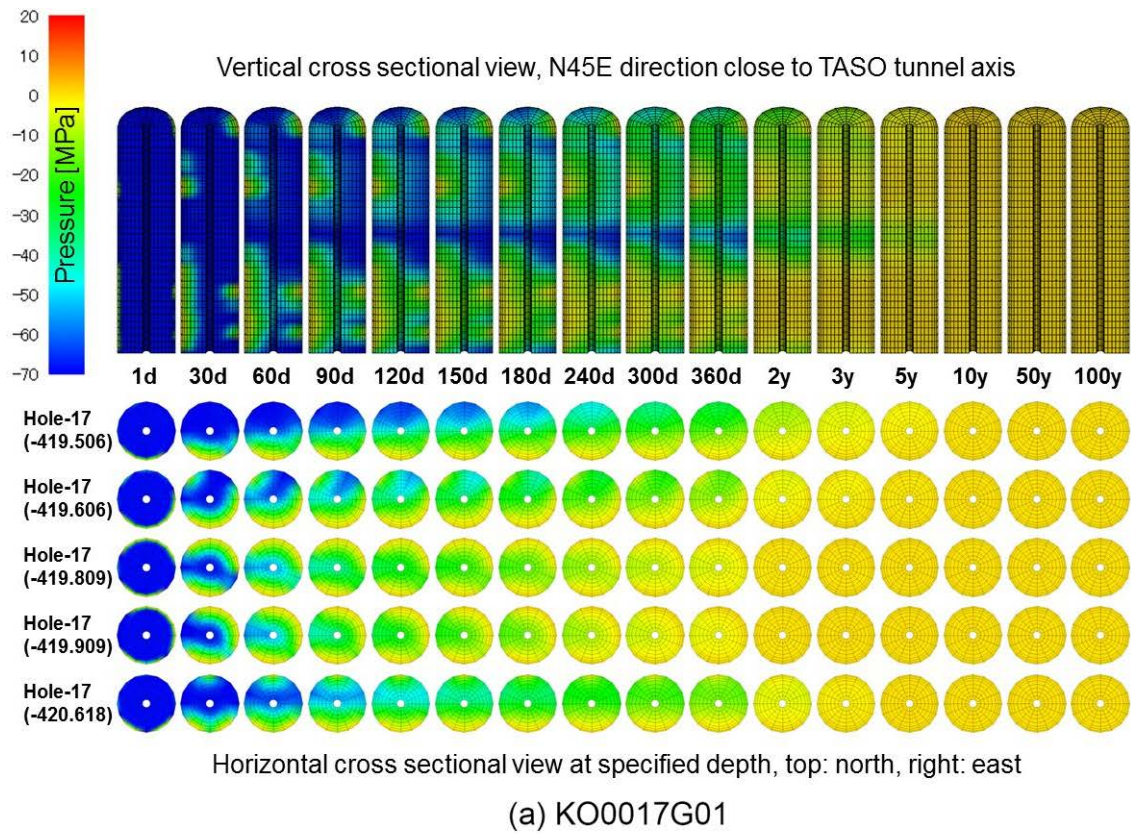 20
10
0
-10
-20
-30
-40
-50
-60
-70
Pressure [MPa]
Vertical cross sectional view, N45E direction close to TASO tunnel axis
1d 30d 60d 90d 120d 150d 180d 240d 300d 360d 2y 3y 5y 10y 50y 100y
Hole-17
(-419.506)
Hole-17
(-419.606)
Hole-17
(-419.809)
Hole-17
(-419.909)
Hole-17
(-420.618)
Horizontal cross sectional view at specified depth, top: north, right: east
(a) KO0017G01